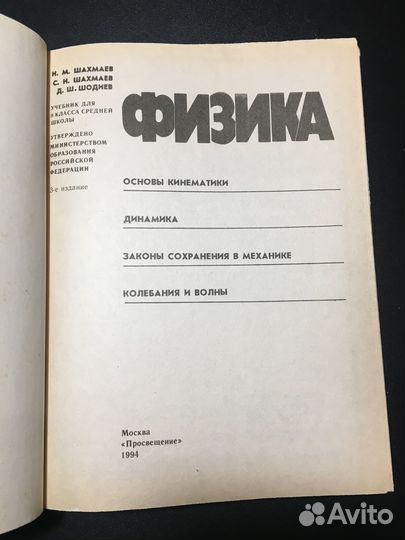 Н. М. ШАХМАЕВ
С. Н. ШАХМАЕВ
Д. Ш. ШОДИЕВ
УЧЕБНИК ДЛЯ
КЛАССА СРЕДНЕЙ
ШКОЛЫ
УТВЕРЖДЕНО
МИНИСТЕРСТВОМ
ОБРАЗОВАНИЯ
РОССИЙСКОЙ
ФЕДЕРАЦИИ
3-е издание
ФИЗИКА
ОСНОВЫ КИНЕМАТИКИ
ДИНАМИКА
ЗАКОНЫ СОХРАНЕНИЯ В МЕХАНИКЕ
КОЛЕБАНИЯ И ВОЛНЫ
Москва
«Просвещение»
1994
Avito